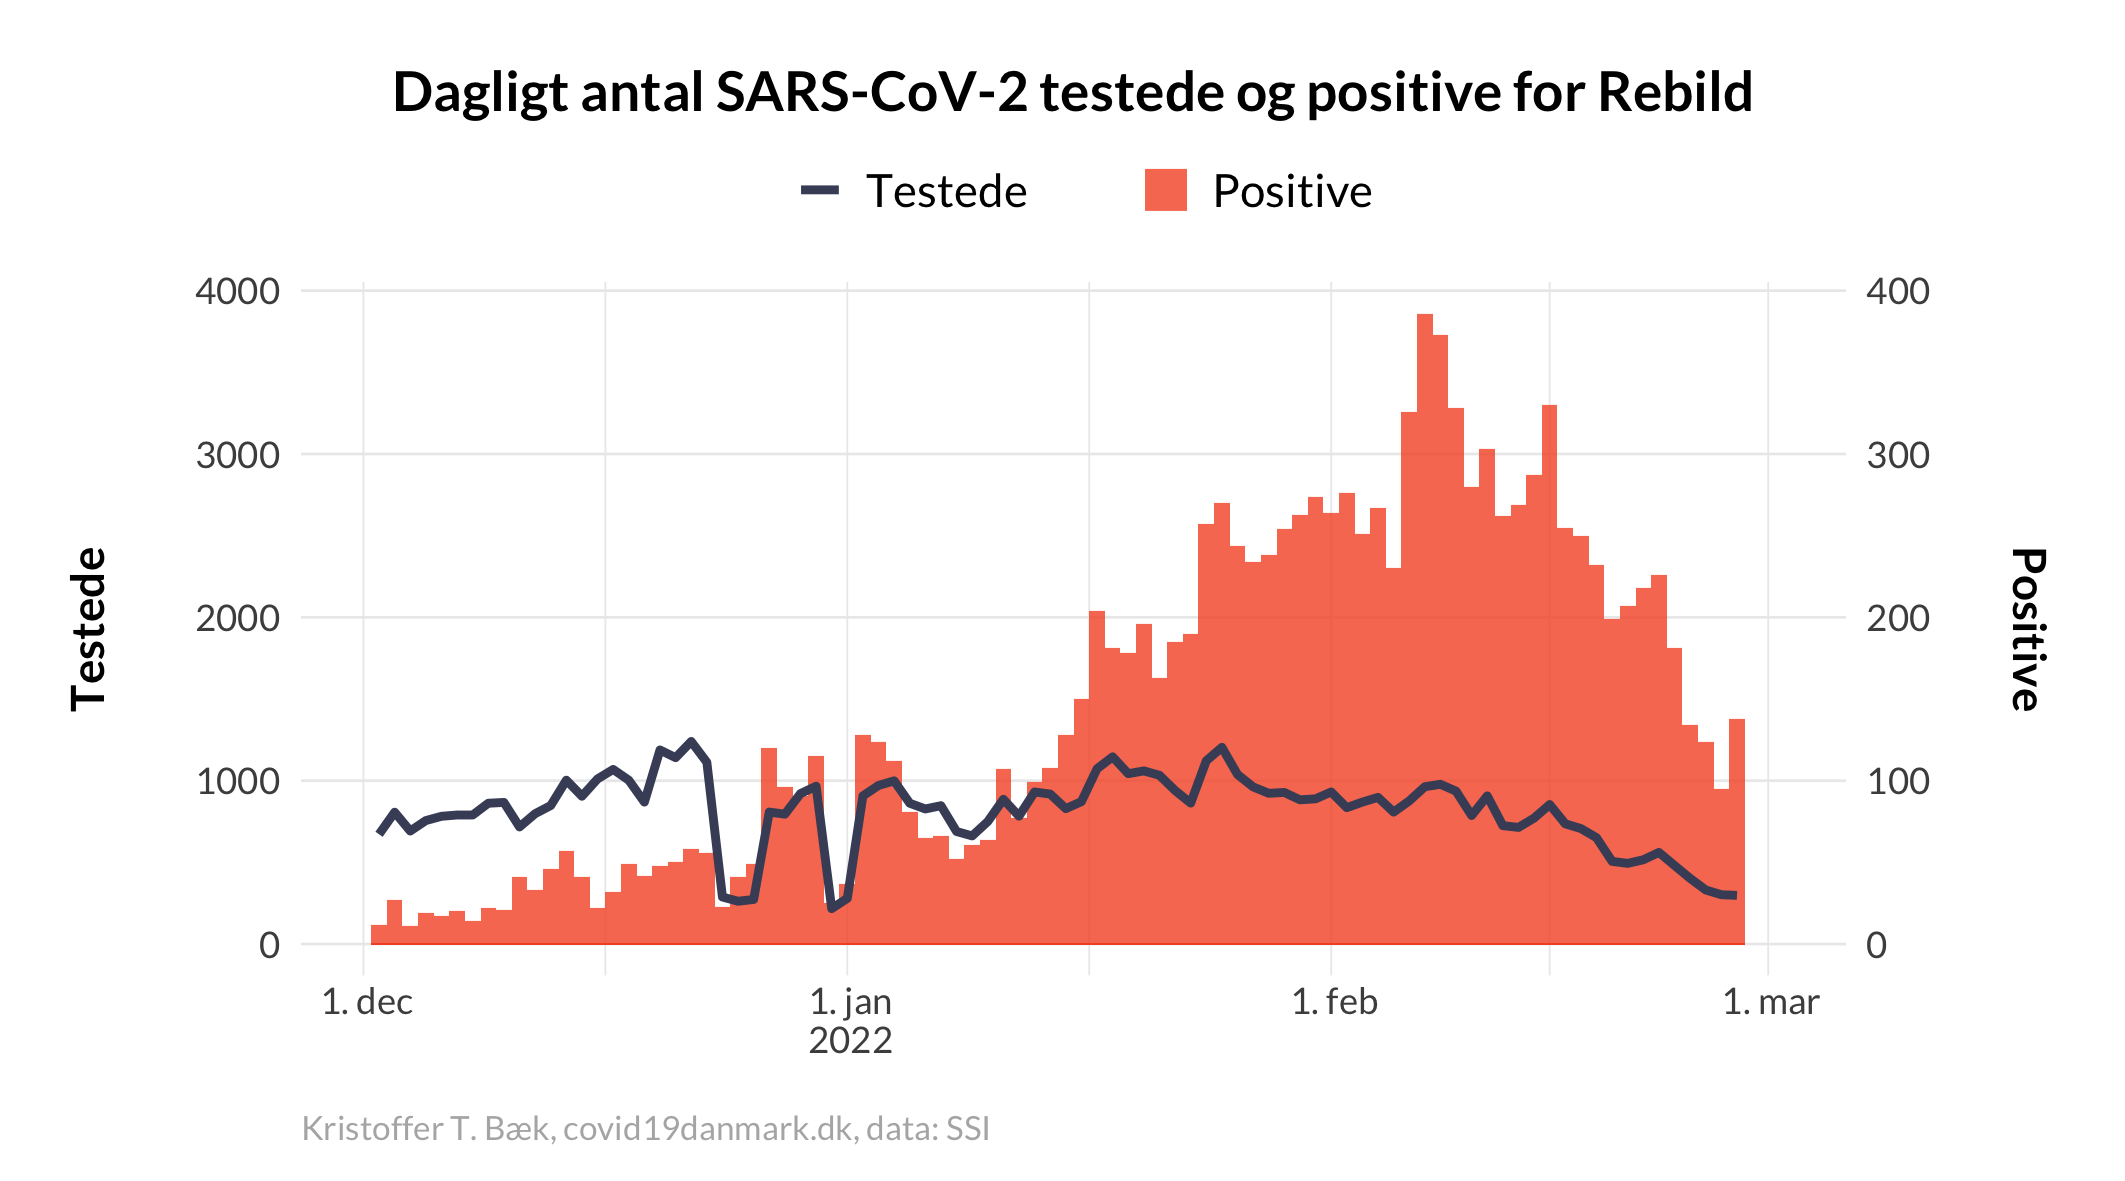 Dagligt antal SARS-CoV-2 testede og positive for Rebild
Testede
Positive
4000
3000
2000
1000
0
Testede
400
300
200
100
0
Positive
1. dec
1. jan
2022
1. feb
1. mar
Kristoffer T. Bæk, covid19danmark.dk, data: SSI